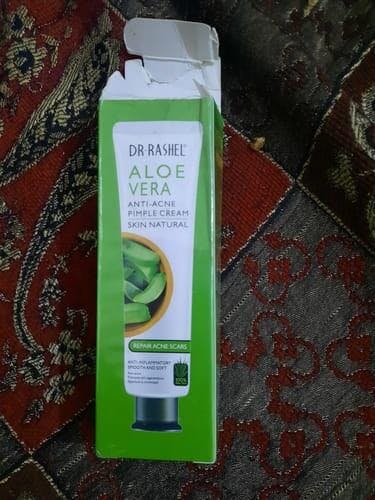 DR·RASHEL®
ALOE
VERA
ANTI-ACNE
PIMPLE CREAM
SKIN NATURAL
REPAIR ACNE SCARS
ANTI-INFLAMMATORY
SMOOTH AND SOFT